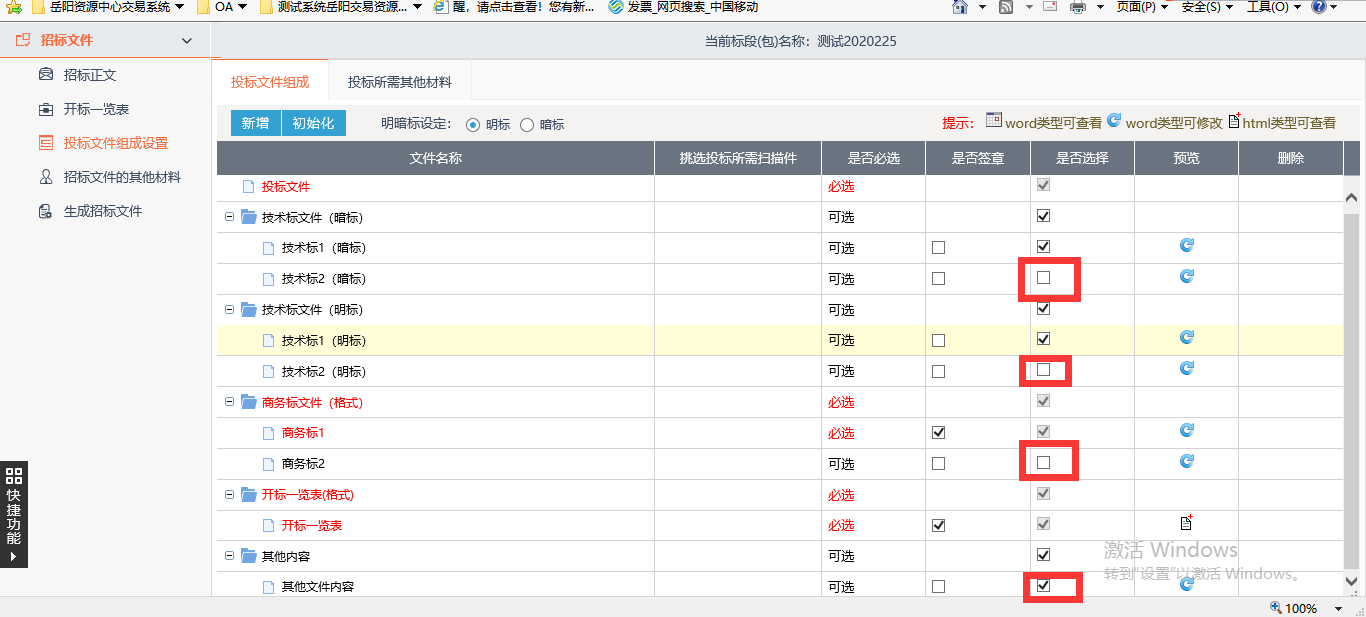 岳阳资源中心交易系统 OA 测试系统岳阳交易资源... 醒，请点击查看！您有新... 发票_网页搜索_中国移动 页面(P) 安全(S) 工具(O)
招标文件
当前标段(包)名称：测试2020225
招标正文
开标一览表
投标文件组成设置
招标文件的其他材料
生成招标文件
快捷功能
投标文件组成 投标所需其他材料
新增 初始化 明暗标设定： 明标 暗标 提示： word类型可查看 word类型可修改 html类型可查看
文件名称 挑选投标所需扫描件 是否必选 是否签章 是否选择 预览 删除
投标文件 必选
技术标文件（暗标） 可选
技术标1（暗标） 可选
技术标2（暗标） 可选
技术标文件（明标） 可选
技术标1（明标） 可选
技术标2（明标） 可选
商务标文件（格式） 必选
商务标1 必选
商务标2 可选
开标一览表(格式) 必选
开标一览表 必选
其他内容 可选
其他文件内容 可选
激活 Windows
转到"设置"以激活 Windows。
100%